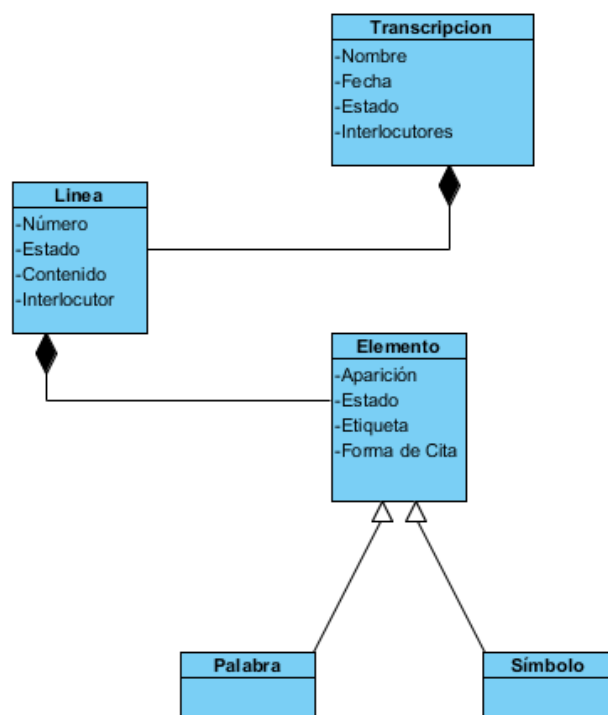 Transcripcion
-Nombre
-Fecha
-Estado
-Interlocutores
Linea
-Número
-Estado
-Contenido
-Interlocutor
Elemento
-Aparición
-Estado
-Etiqueta
-Forma de Cita
Palabra
Símbolo